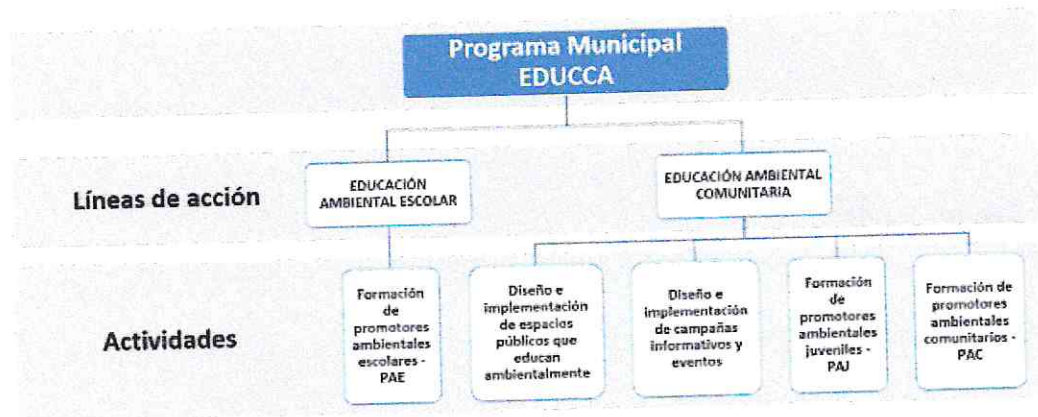 Programa Municipal
EDUCCA
Líneas de acción
EDUCACIÓN
AMBIENTAL ESCOLAR
EDUCACIÓN AMBIENTAL
COMUNITARIA
Actividades
Formación
de
promotores
ambientales
escolares -
PAE
Diseño e
implementación
de espacios
públicos que
educan
ambientalmente
Diseño e
implementación
de campañas
informativos y
eventos
Formación
de
promotores
ambientales
juveniles -
PAJ
Formación de
promotores
ambientales
comunitarios -
PAC